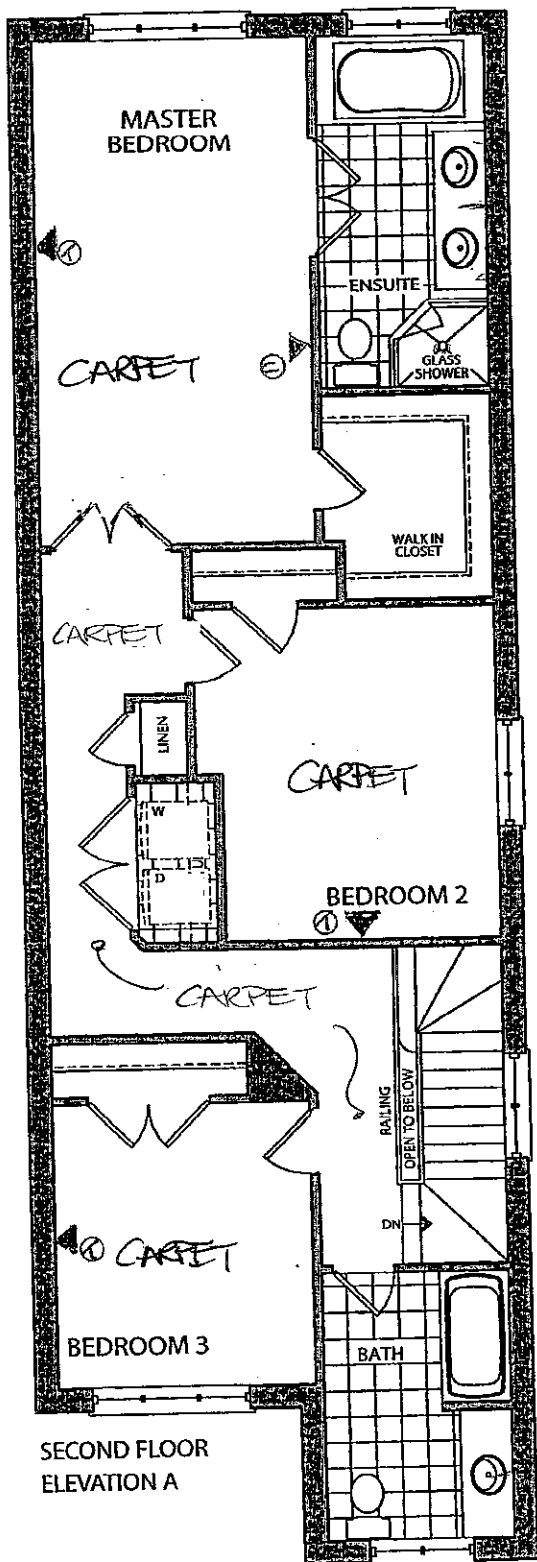 MASTER
BEDROOM
ENSUITE
CARPET
GLASS
SHOWER
WALK IN
CLOSET
CARPET
LINEN
CARPET
W
D
BEDROOM 2
CARPET
RAILING
OPEN TO BELOW
DN
CARPET
BEDROOM 3
BATH
SECOND FLOOR
ELEVATION A